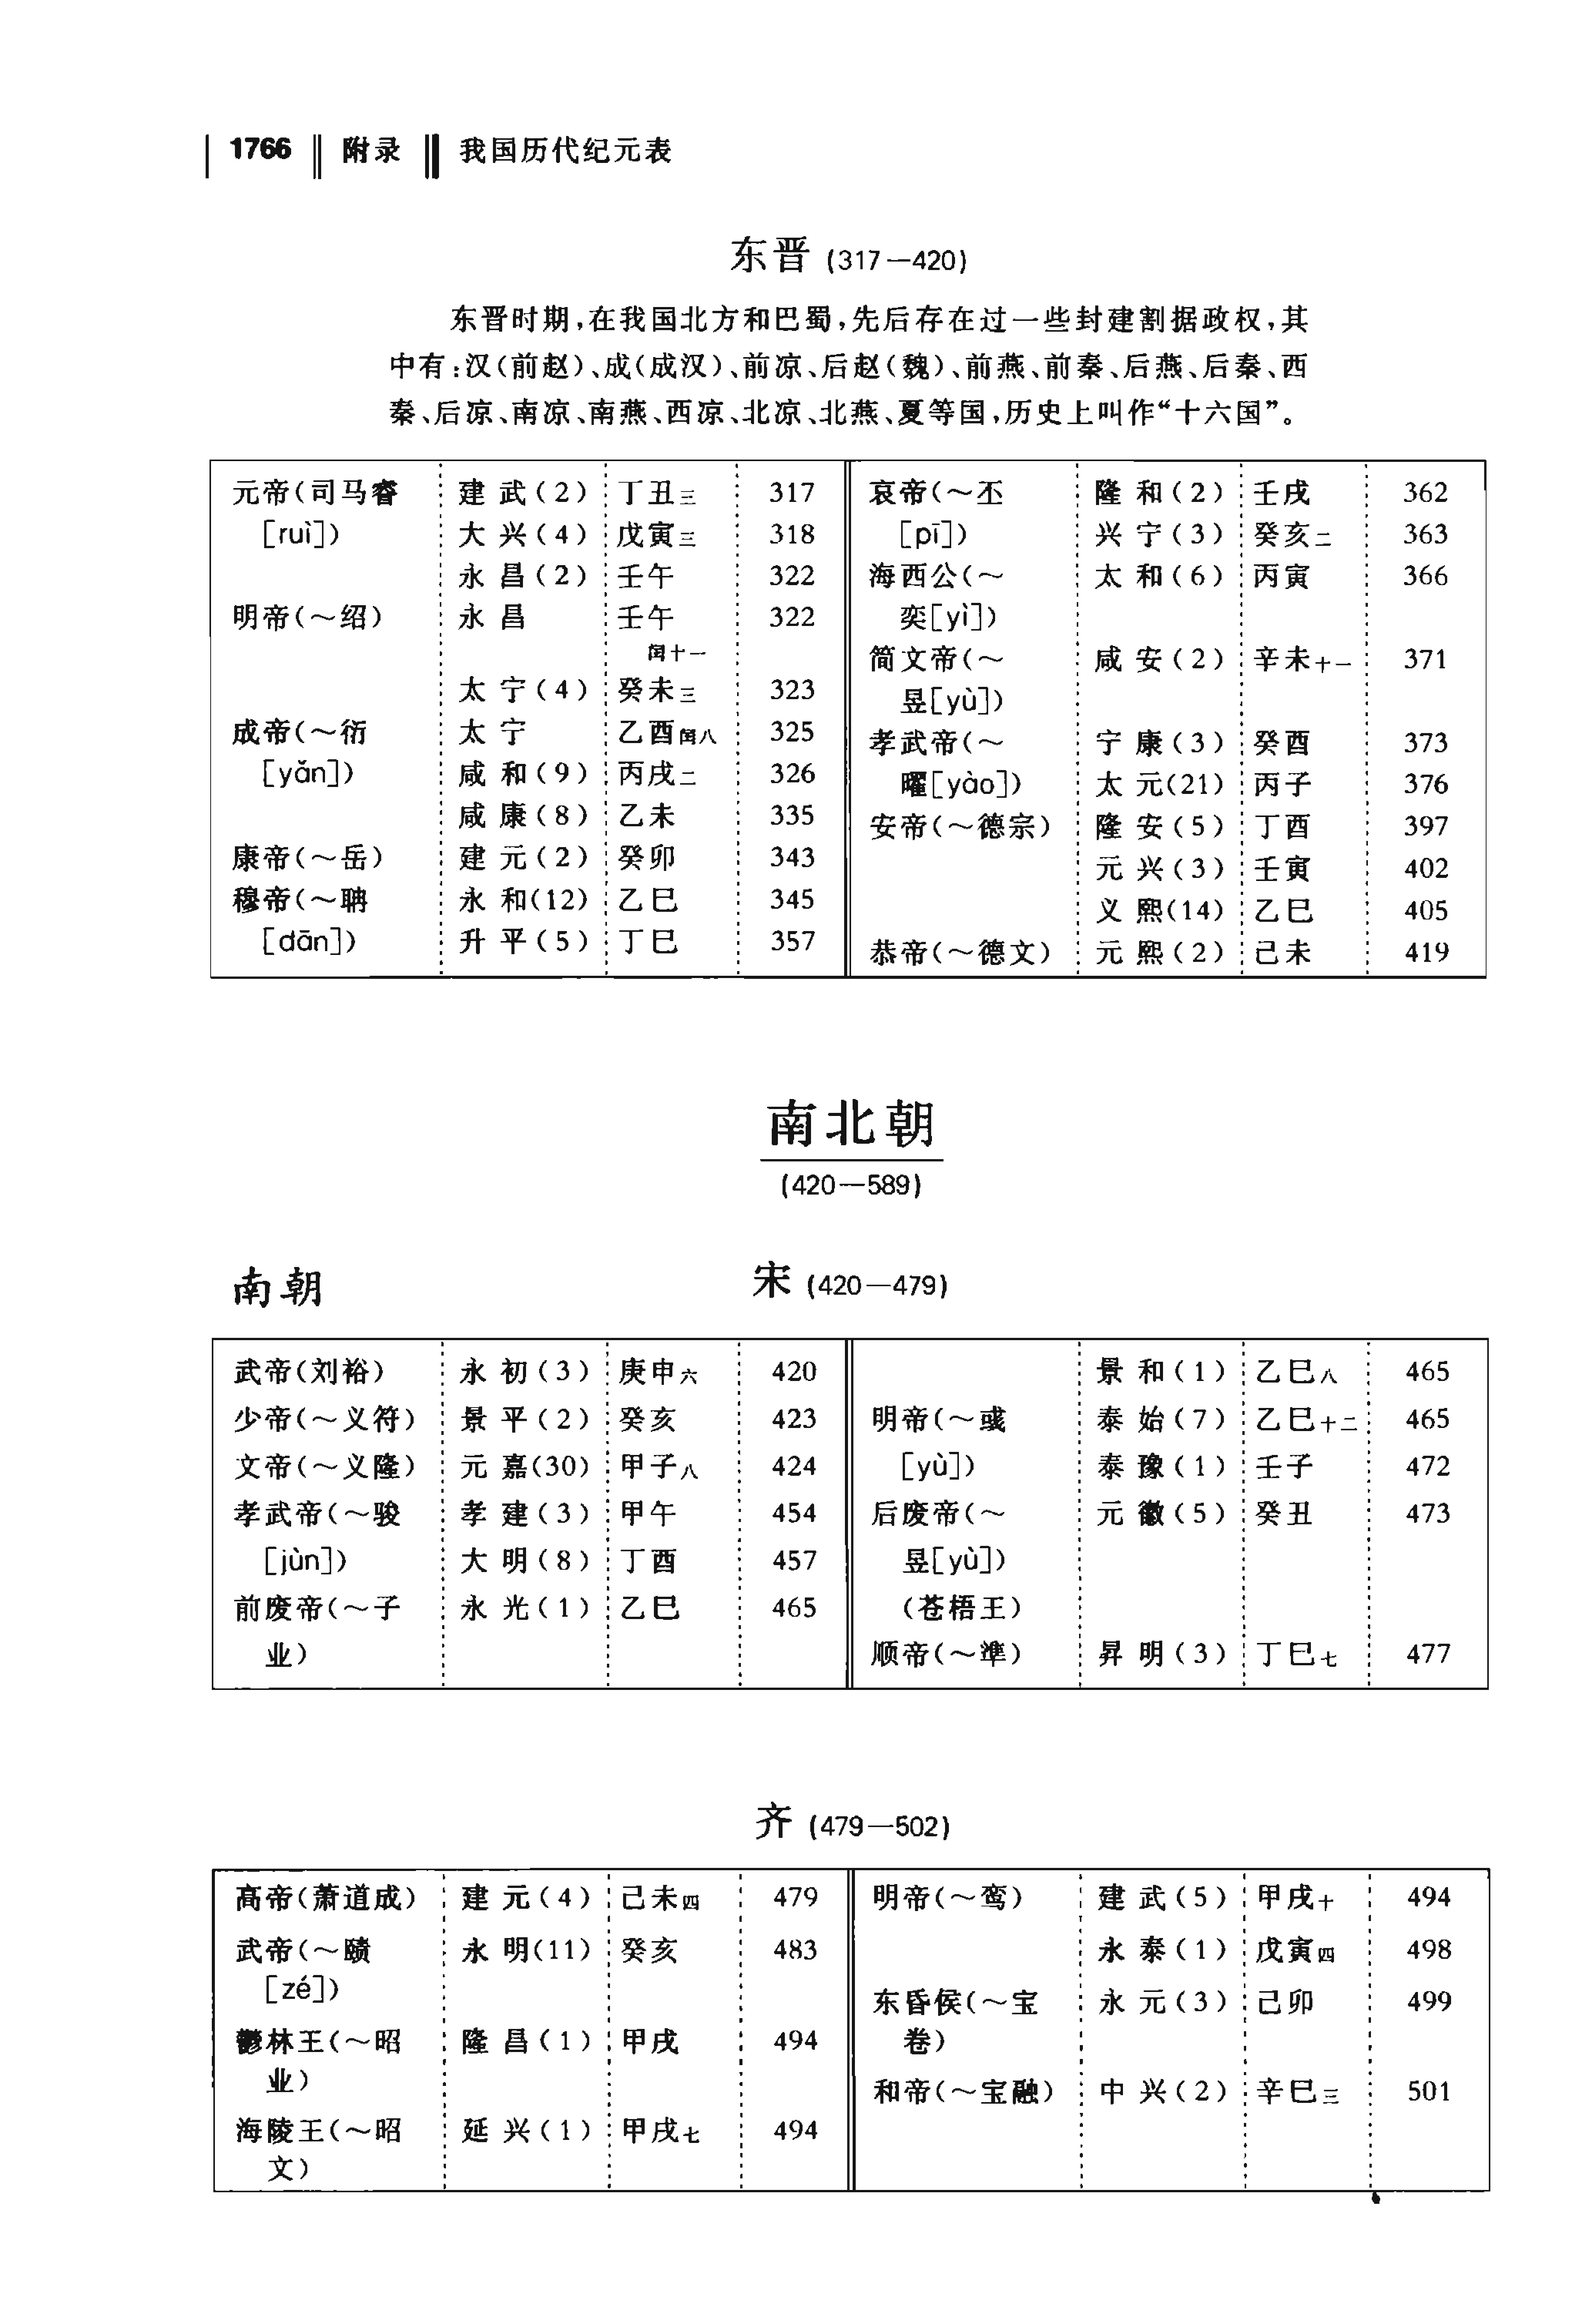 1766 ‖ 附录 ‖ 我国历代纪元表
东晋 (317—420)
东晋时期,在我国北方和巴蜀,先后存在过一些封建割据政权,其
中有:汉(前赵)、成(成汉)、前凉、后赵(魏)、前燕、前秦、后燕、后秦、西
秦、后凉、南凉、南燕、西凉、北凉、北燕、夏等国,历史上叫作“十六国”。
元帝(司马睿 建武(2) 丁丑三 317
[ruì]) 大兴(4) 戊寅三 318
永昌(2) 壬午 322
明帝(~绍) 永昌 壬午 322
闰十一
太宁(4) 癸未三 323
成帝(~衍 太宁 乙酉闰八 325
[yǎn]) 咸和(9) 丙戌二 326
咸康(8) 乙未 335
康帝(~岳) 建元(2) 癸卯 343
穆帝(~聃 永和(12) 乙巳 345
[dān]) 升平(5) 丁巳 357
哀帝(~丕 隆和(2) 壬戌 362
[pī]) 兴宁(3) 癸亥二 363
海西公(~ 太和(6) 丙寅 366
奕[yì])
简文帝(~ 咸安(2) 辛未十一 371
昱[yù])
孝武帝(~ 宁康(3) 癸酉 373
曜[yào]) 太元(21) 丙子 376
安帝(~德宗) 隆安(5) 丁酉 397
元兴(3) 壬寅 402
义熙(14) 乙巳 405
恭帝(~德文) 元熙(2) 己未 419
南北朝
(420—589)
南朝
宋 (420—479)
武帝(刘裕) 永初(3) 庚申六 420
少帝(~义符) 景平(2) 癸亥 423
文帝(~义隆) 元嘉(30) 甲子八 424
孝武帝(~骏 孝建(3) 甲午 454
[jùn]) 大明(8) 丁酉 457
前废帝(~子 永光(1) 乙巳 465
业)
景和(1) 乙巳八 465
明帝(~彧 泰始(7) 乙巳十二 465
[yù]) 泰豫(1) 壬子 472
后废帝(~ 元徽(5) 癸丑 473
昱[yù])
(苍梧王)
顺帝(~準) 昇明(3) 丁巳七 477
齐 (479—502)
高帝(萧道成) 建元(4) 己未四 479
武帝(~赜 永明(11) 癸亥 483
[zé])
鬱林王(~昭 隆昌(1) 甲戌 494
业)
海陵王(~昭 延兴(1) 甲戌七 494
文)
明帝(~鸾) 建武(5) 甲戌十 494
永泰(1) 戊寅四 498
东昏侯(~宝 永元(3) 己卯 499
卷)
和帝(~宝融) 中兴(2) 辛巳三 501